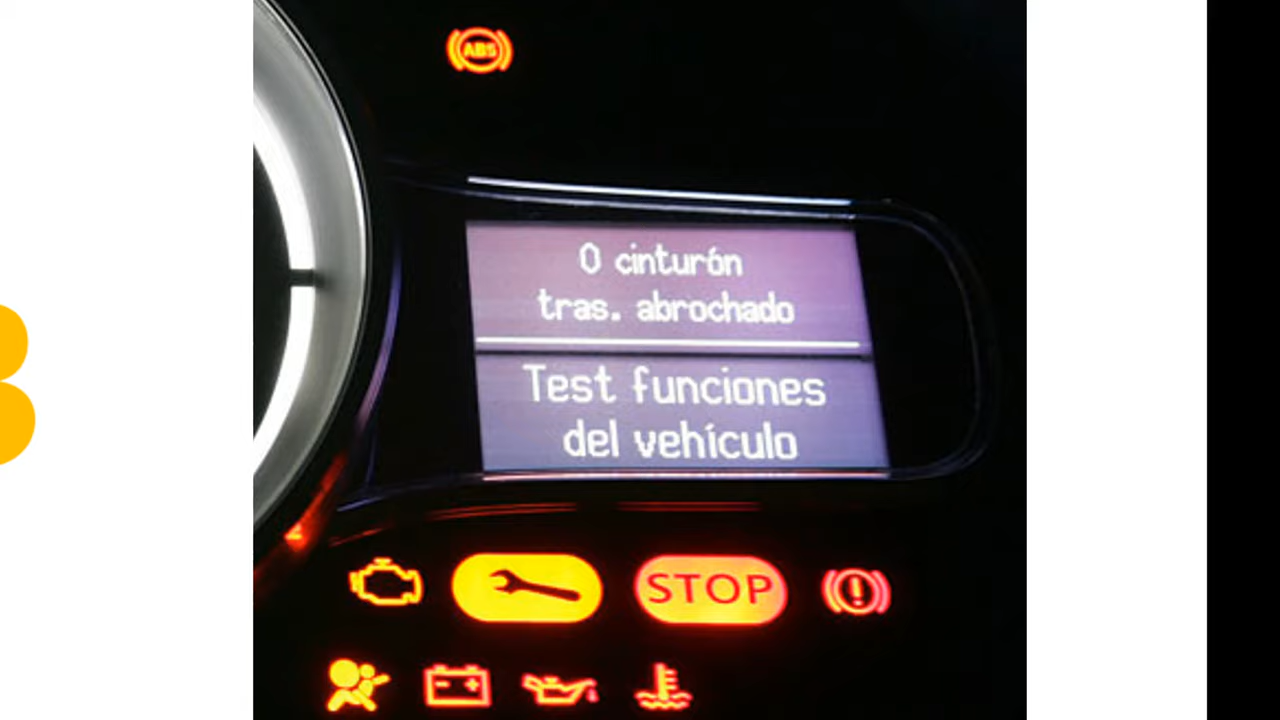 ABS
0 cinturón
tras. abrochado
Test funciones
del vehículo
STOP